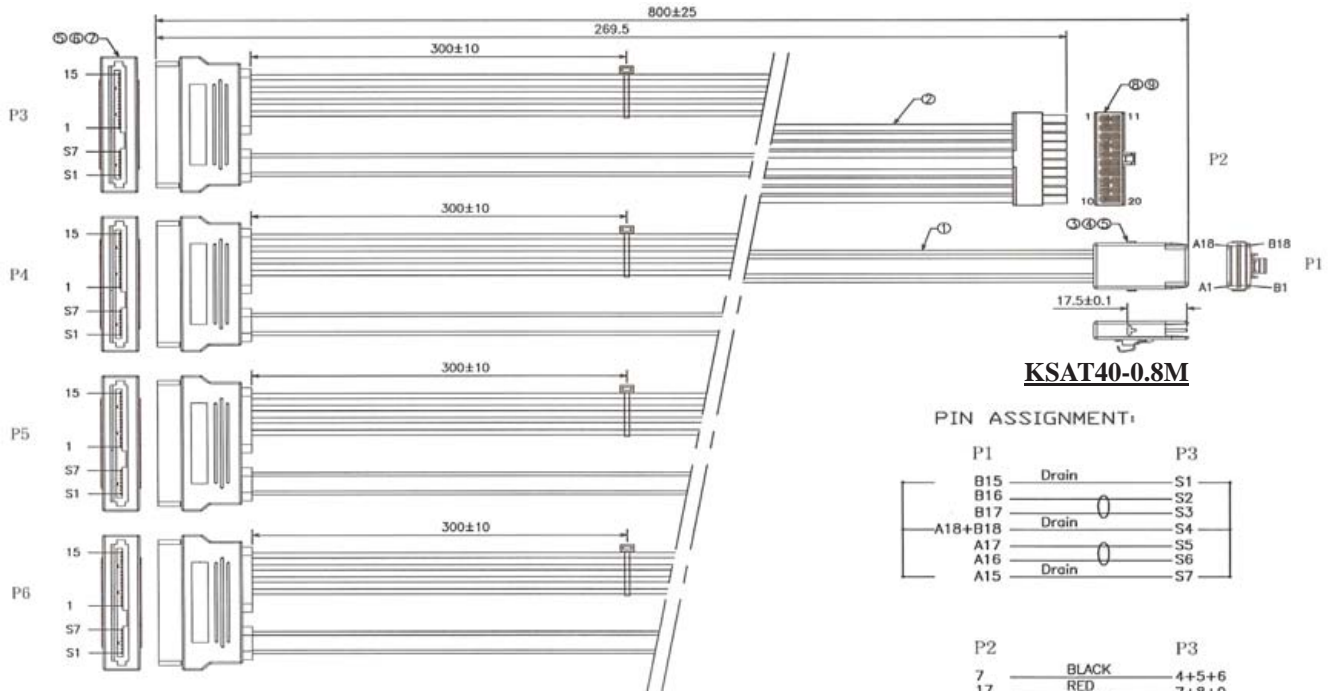 800±25
269.5
⑤⑥⑦
300±10
15
1
S7
S1
P3
②
⑧⑨
1
11
10
20
P2
300±10
15
1
S7
S1
P4
①
③④⑤
A18
B18
A1
B1
P1
17.5±0.1
KSAT40-0.8M
300±10
15
1
S7
S1
P5
300±10
15
1
S7
S1
P6
PIN ASSIGNMENT:
P1 P3
B15 Drain S1
B16 S2
B17 S3
A18+B18 Drain S4
A17 S5
A16 S6
A15 Drain S7
P2 P3
7 BLACK 4+5+6
17 RED 7+8+9